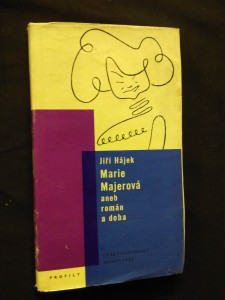 Jiří Hájek
Marie
Majerová
aneb
román
a doba
PROFILY